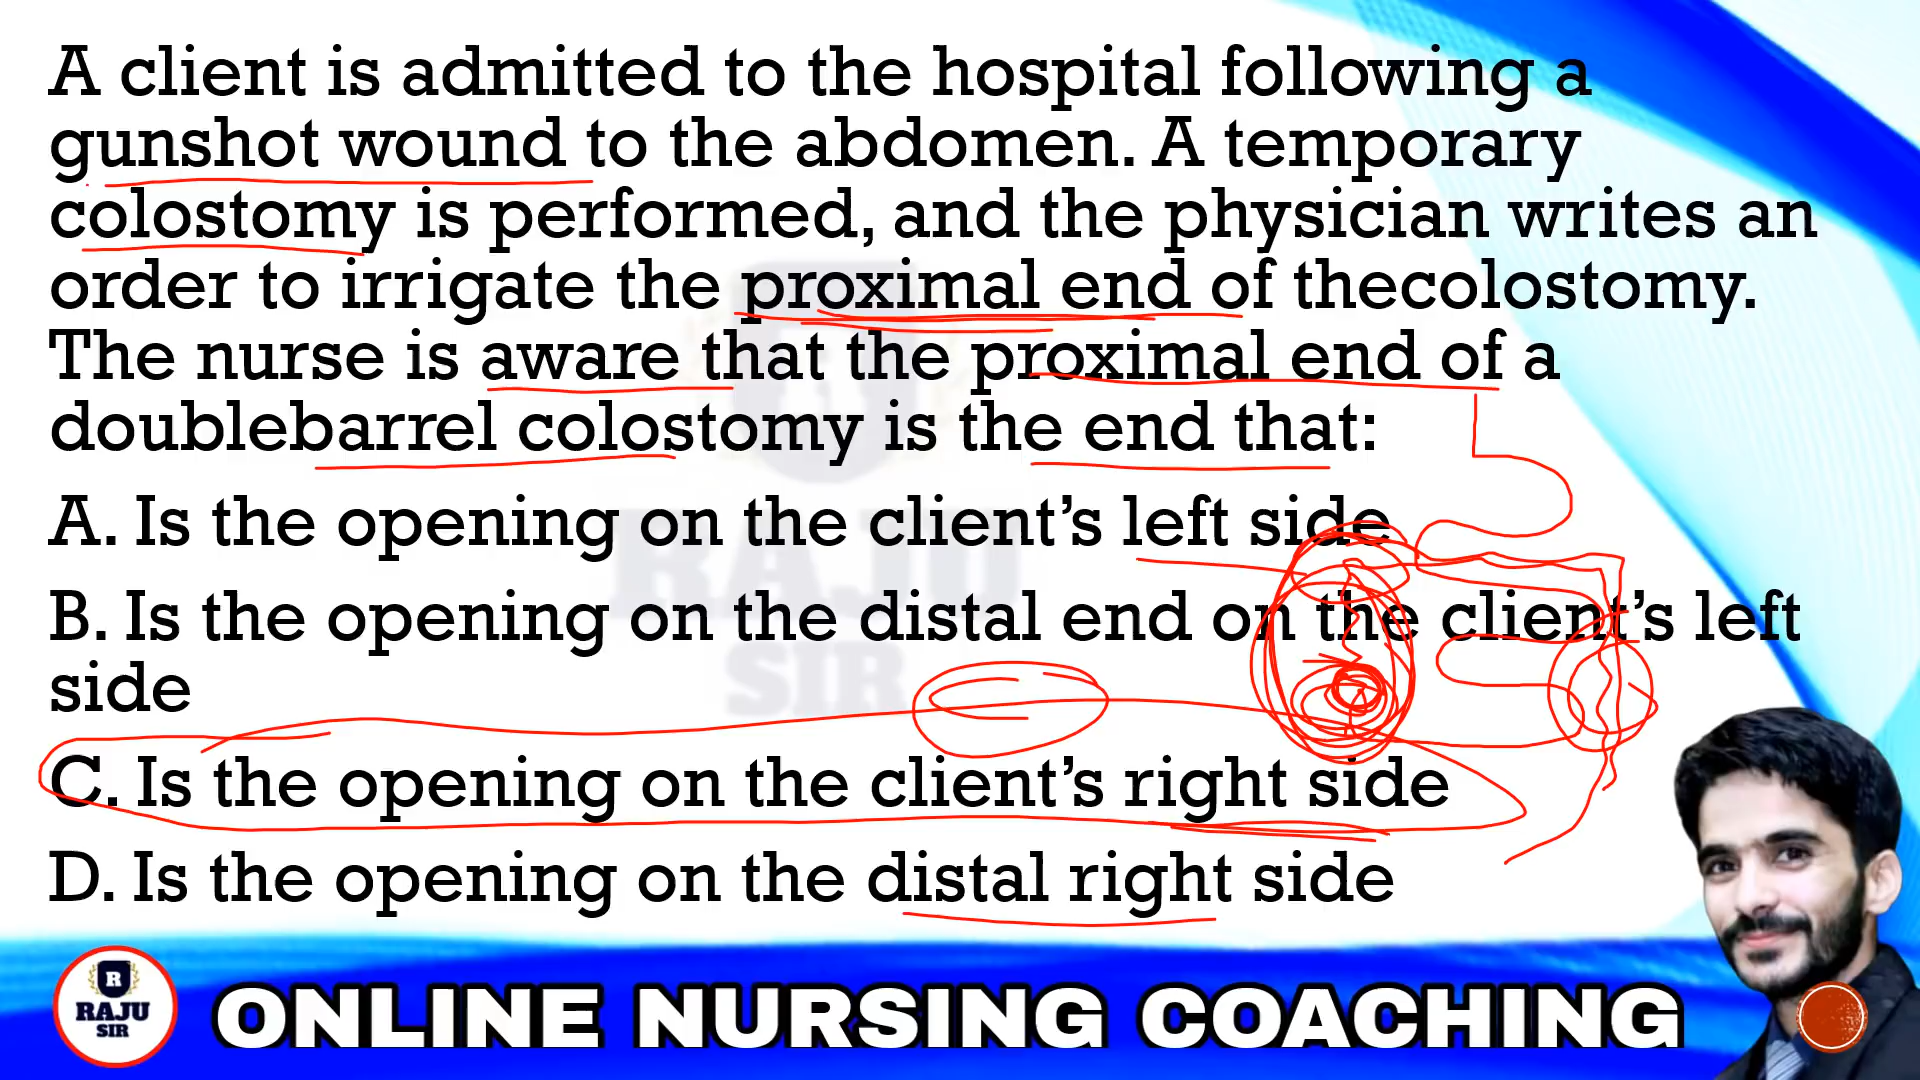 A client is admitted to the hospital following a
gunshot wound to the abdomen. A temporary
colostomy is performed, and the physician writes an
order to irrigate the proximal end of thecolostomy.
The nurse is aware that the proximal end of a
doublebarrel colostomy is the end that:
A. Is the opening on the client’s left side
B. Is the opening on the distal end on the client’s left
side
C. Is the opening on the client’s right side
D. Is the opening on the distal right side
RAJU
SIR
R
RAJU
SIR
ONLINE NURSING COACHING